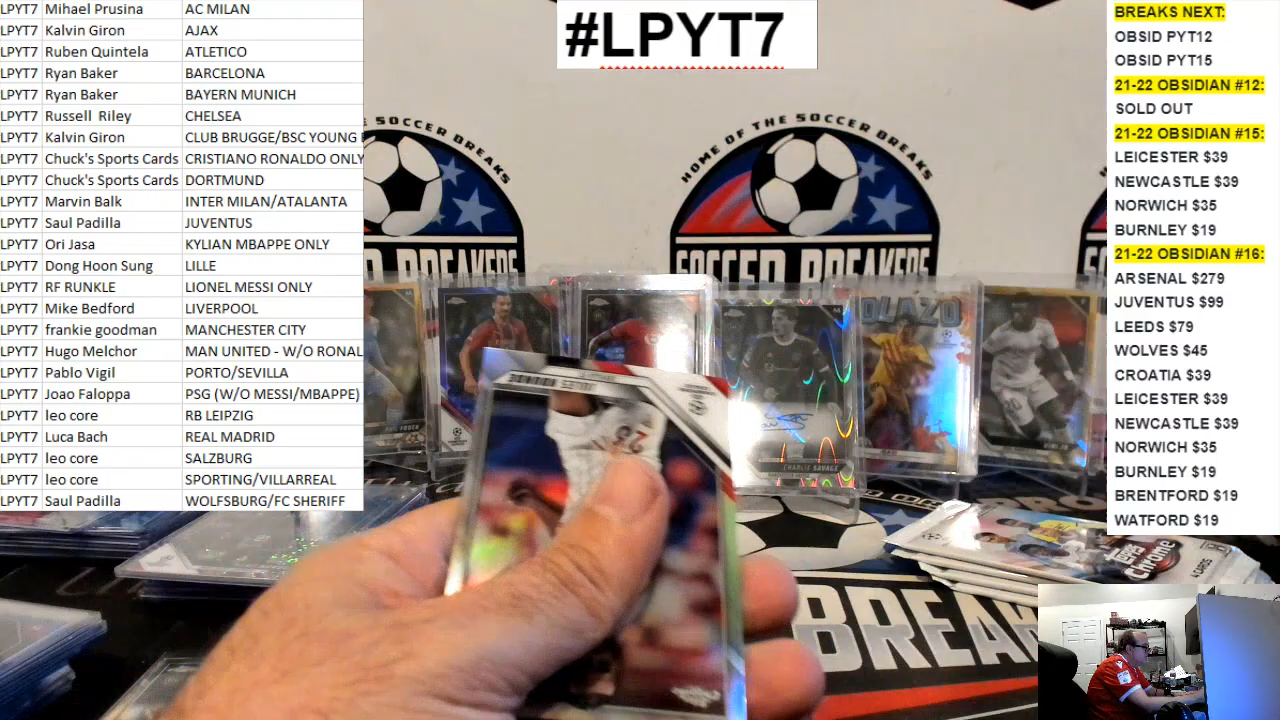 LPYT7 Mihael Prusina AC MILAN
LPYT7 Kalvin Giron AJAX
LPYT7 Ruben Quintela ATLETICO
LPYT7 Ryan Baker BARCELONA
LPYT7 Ryan Baker BAYERN MUNICH
LPYT7 Russell Riley CHELSEA
LPYT7 Kalvin Giron CLUB BRUGGE/BSC YOUNG
LPYT7 Chuck's Sports Cards CRISTIANO RONALDO ONLY
LPYT7 Chuck's Sports Cards DORTMUND
LPYT7 Marvin Balk INTER MILAN/ATALANTA
LPYT7 Saul Padilla JUVENTUS
LPYT7 Ori Jasa KYLIAN MBAPPE ONLY
LPYT7 Dong Hoon Sung LILLE
LPYT7 RF RUNKLE LIONEL MESSI ONLY
LPYT7 Mike Bedford LIVERPOOL
LPYT7 frankie goodman MANCHESTER CITY
LPYT7 Hugo Melchor MAN UNITED - W/O RONAL
LPYT7 Pablo Vigil PORTO/SEVILLA
LPYT7 Joao Faloppa PSG (W/O MESSI/MBAPPE)
LPYT7 leo core RB LEIPZIG
LPYT7 Luca Bach REAL MADRID
LPYT7 leo core SALZBURG
LPYT7 leo core SPORTING/VILLARREAL
LPYT7 Saul Padilla WOLFSBURG/FC SHERIFF
#LPYT7
HOME OF THE SOCCER BREAKS
SOCCER BREAKERS
BREAKS NEXT:
OBSID PYT12
OBSID PYT15
21-22 OBSIDIAN #12:
SOLD OUT
21-22 OBSIDIAN #15:
LEICESTER $39
NEWCASTLE $39
NORWICH $35
BURNLEY $19
21-22 OBSIDIAN #16:
ARSENAL $279
JUVENTUS $99
LEEDS $79
WOLVES $45
CROATIA $39
LEICESTER $39
NEWCASTLE $39
NORWICH $35
BURNLEY $19
BRENTFORD $19
WATFORD $19
CHARLIE SAVAGE
PHIL FODEN
Topps
Chrome
4 CARDS
BREAK